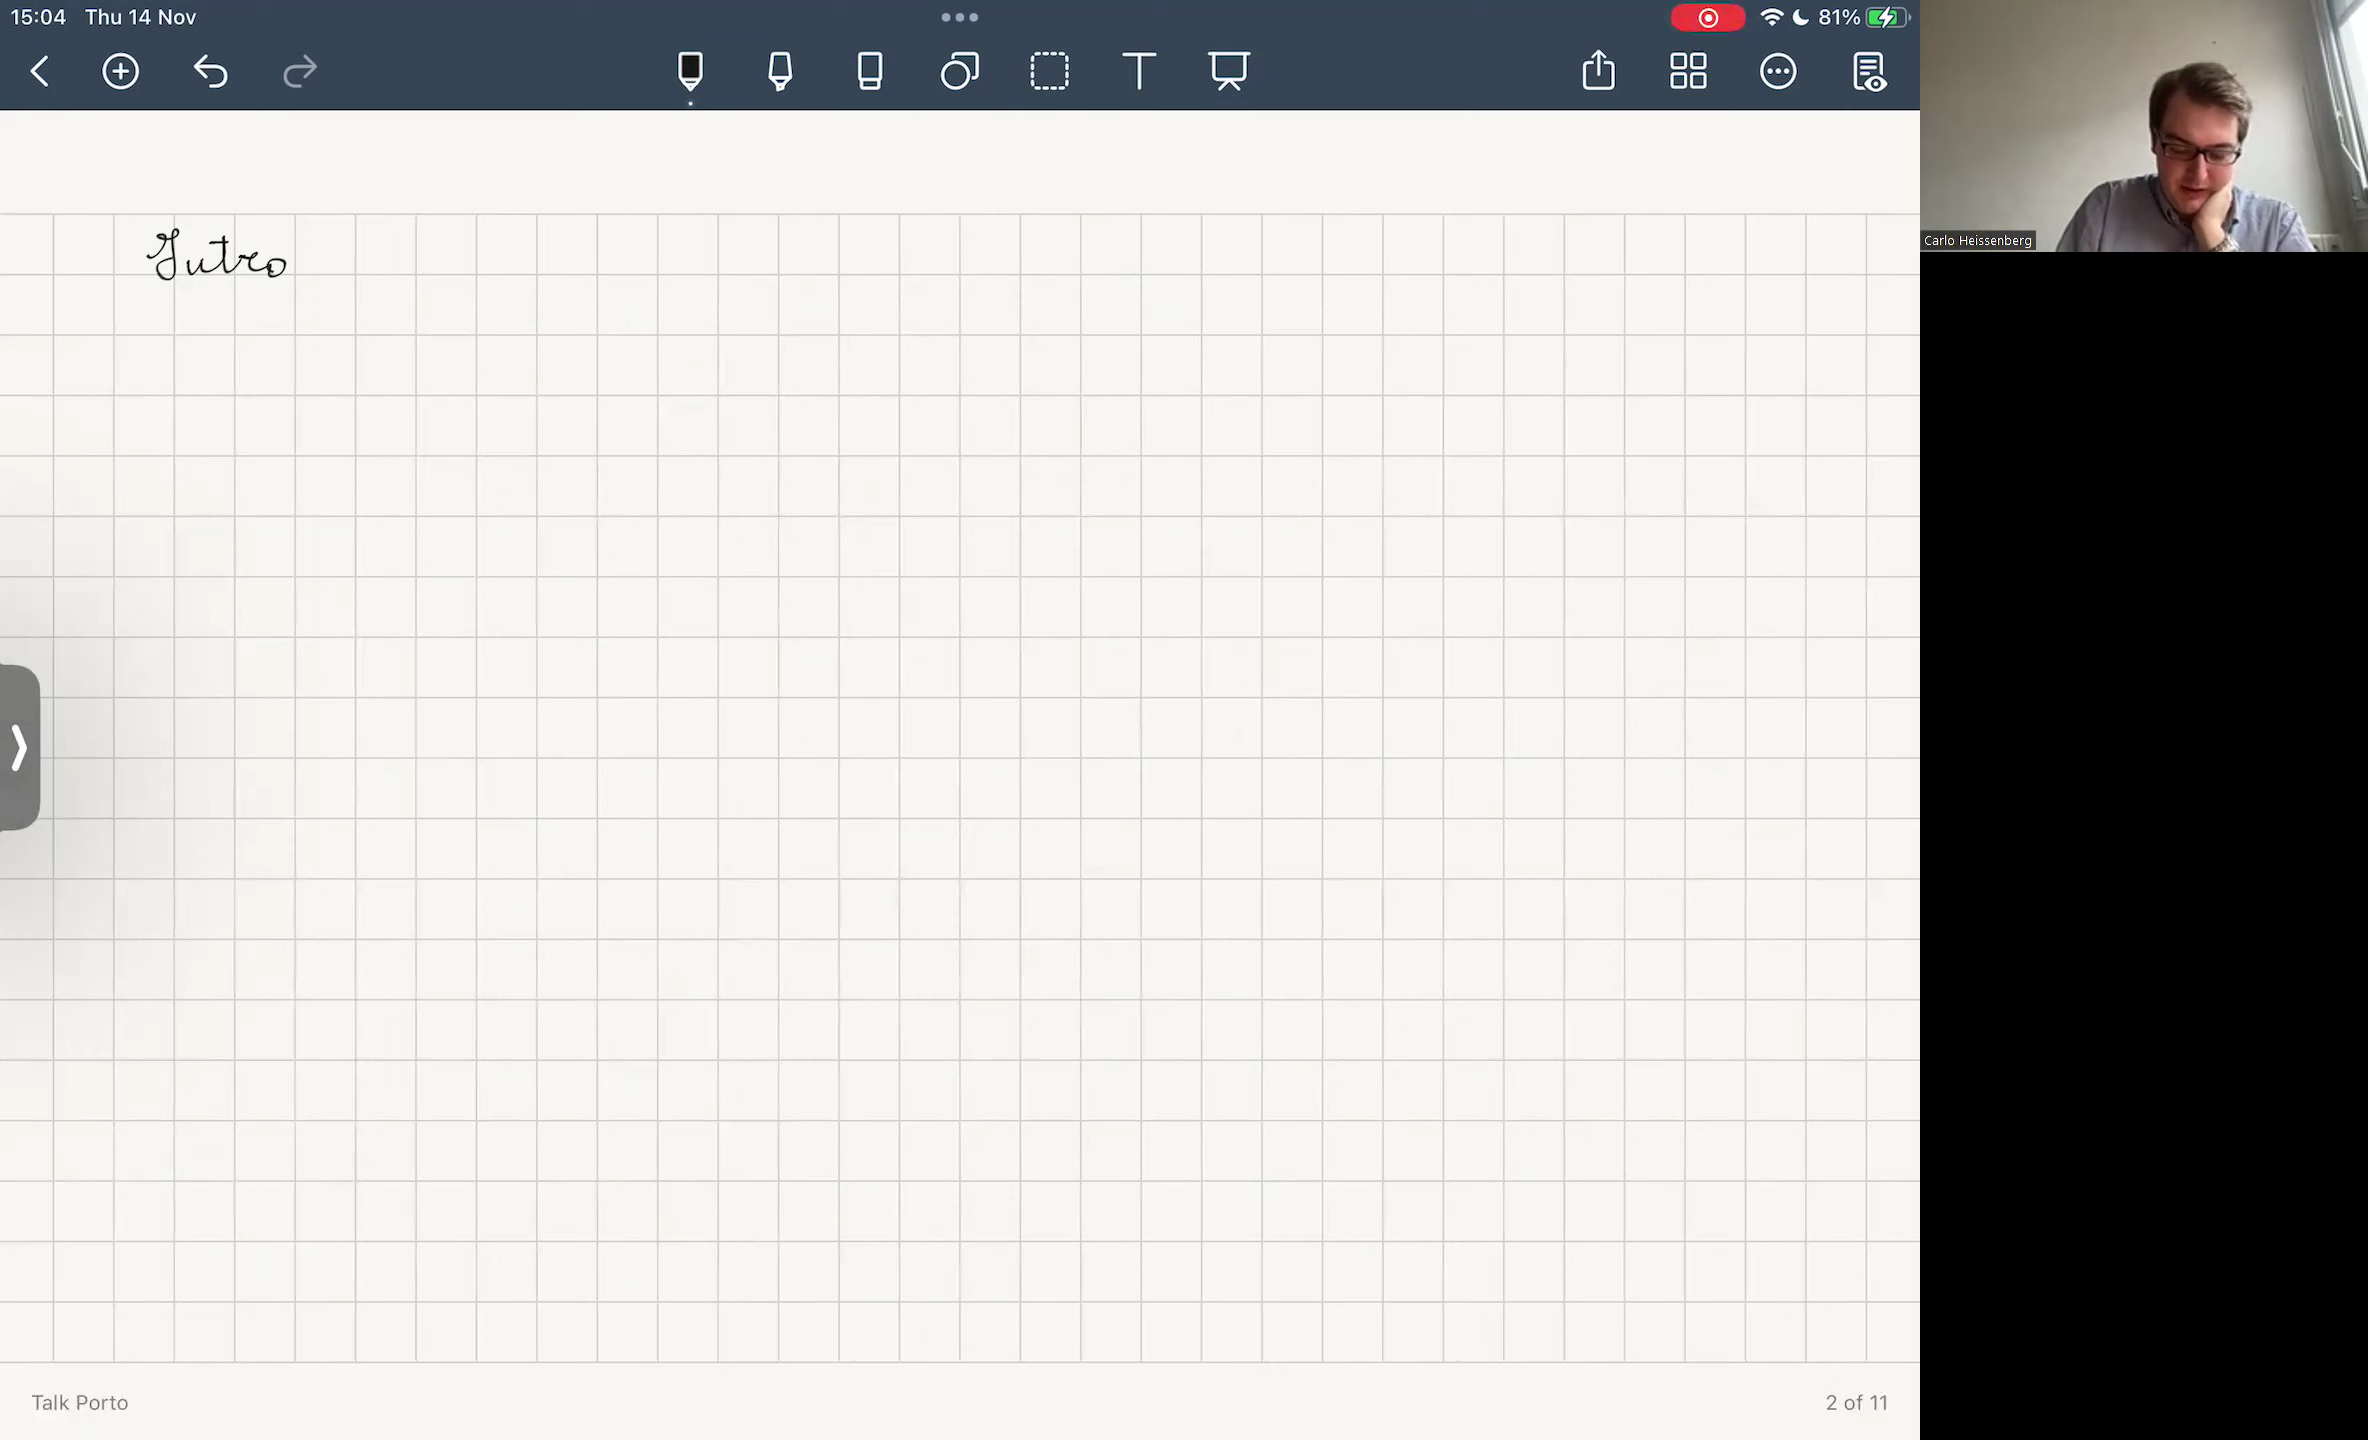 15:04 Thu 14 Nov
81%
Carlo Heissenberg
Intro
Talk Porto
2 of 11